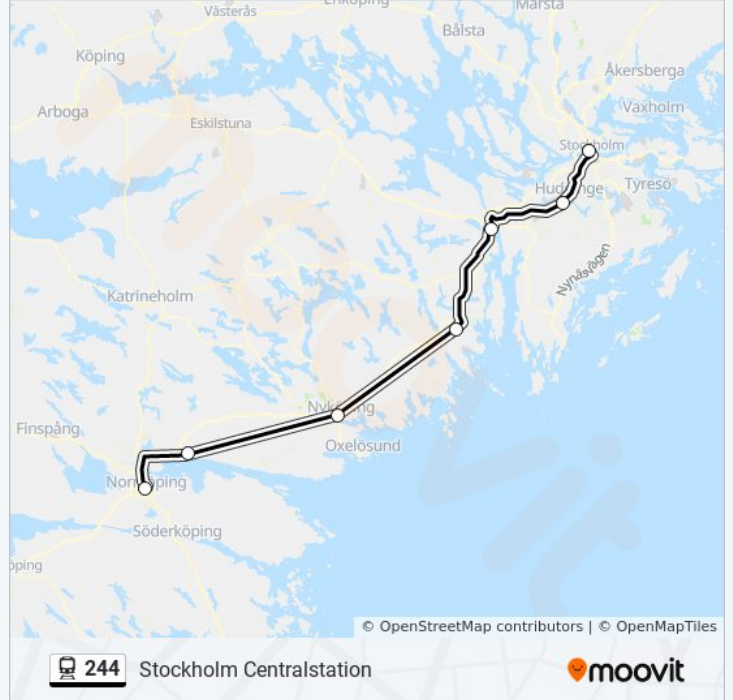 Västerås
Enköping
Märsta
Bålsta
Köping
Åkersberga
Arboga
Vaxholm
Eskilstuna
Stockholm
Huddinge
Tyresö
Nynäsvägen
Katrineholm
Nyköping
Finspång
Oxelösund
Norrköping
Söderköping
öping
© OpenStreetMap contributors | © OpenMapTiles
244 Stockholm Centralstation
moovit